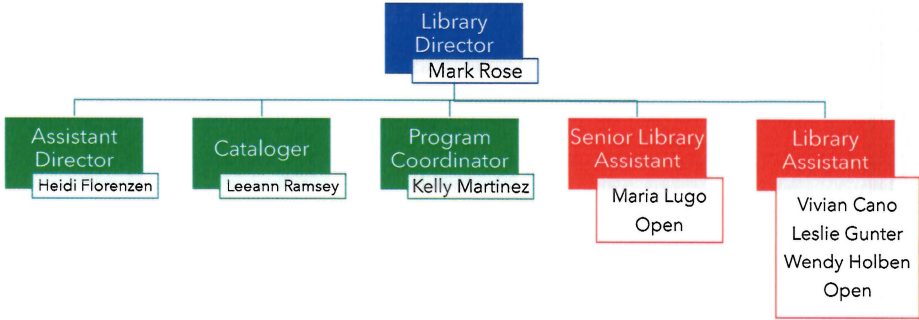 Library
Director
Mark Rose
Assistant
Director
Heidi Florenzen
Cataloger
Leeann Ramsey
Program
Coordinator
Kelly Martinez
Senior Library
Assistant
Maria Lugo
Open
Library
Assistant
Vivian Cano
Leslie Gunter
Wendy Holben
Open